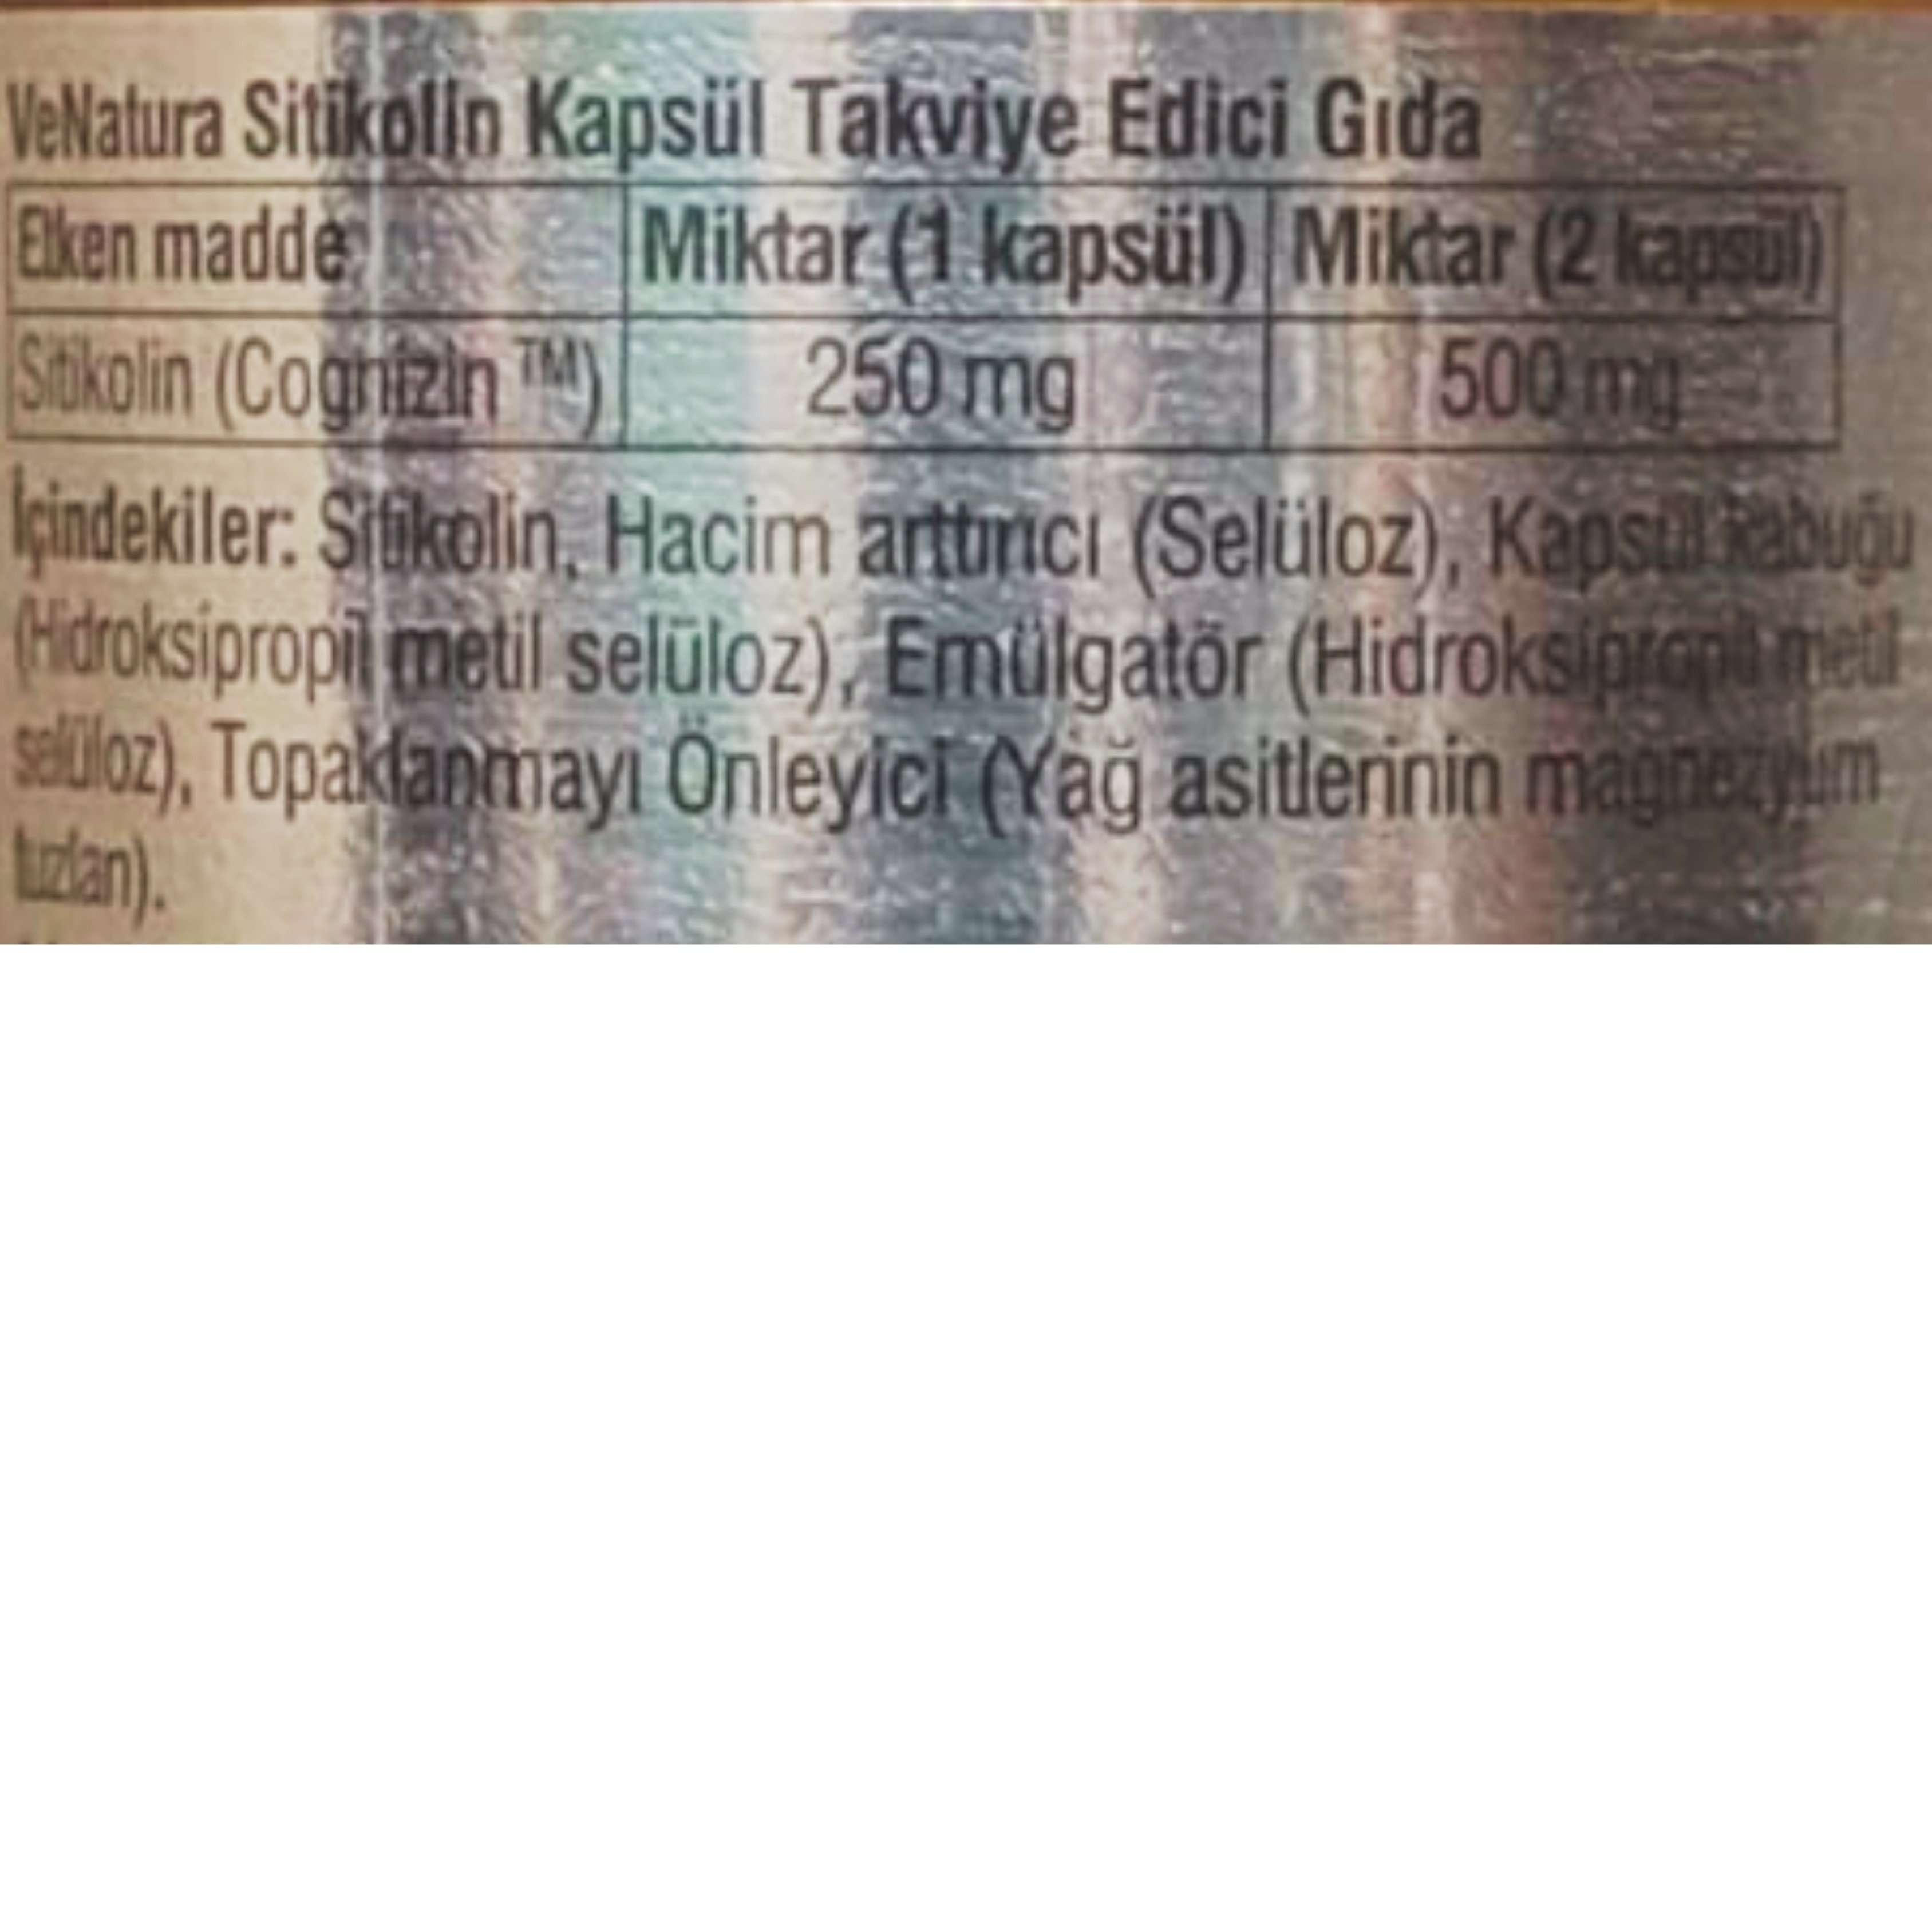 VeNatura Sitikolin Kapsül Takviye Edici Gıda
Etken madde Miktar (1 kapsül) Miktar (2 kapsül)
Sitikolin (Cognizin™) 250 mg 500 mg
İçindekiler: Sitikolin, Hacim arttırıcı (Selüloz), Kapsül kabuğu
(Hidroksipropil metil selüloz), Emülgatör (Hidroksipropil metil
selüloz), Topaklanmayı Önleyici (Yağ asitlerinin magnezyum
tuzları).